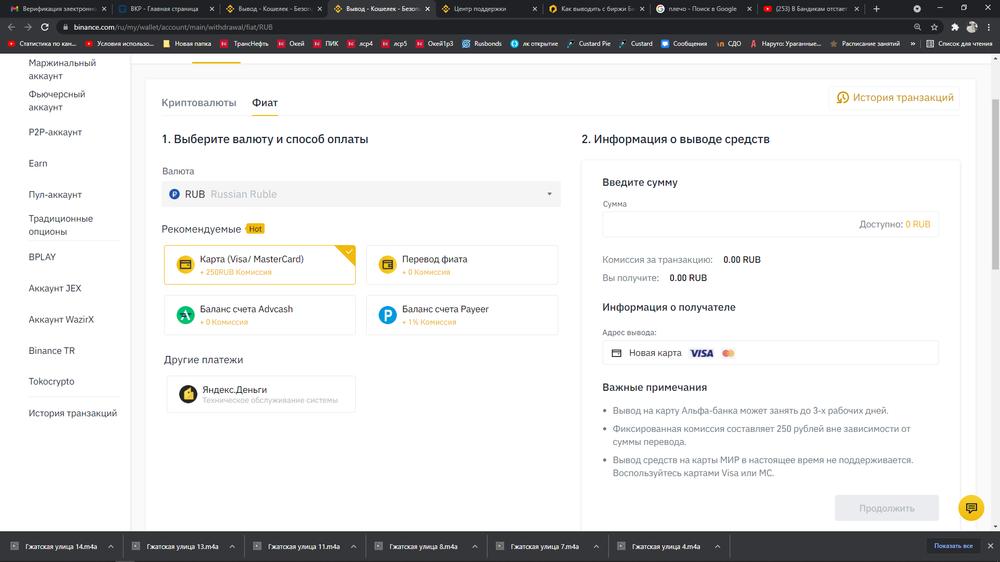 Верификация электронно
ВКР - Главная страница
Вывод - Кошелек - Безопа
Вывод - Кошелек - Безопа
Центр поддержки
Как выводить с биржи Би
плечо - Поиск в Google
(253) В Бандикам отстает
binance.com/ru/my/wallet/account/main/withdrawal/fiat/RUB
Статистика по кан...
Условия использо...
Новая папка
ТрансНефть
Окей
ПИК
лср4
лср5
Окей1р3
Rusbonds
лк открытие
Custard Pie
Custard
Сообщения
СДО
Наруто: Ураганные...
Расписание занятий
»
Список для чтения
Маржинальный
аккаунт
Фьючерсный
аккаунт
P2P-аккаунт
Earn
Пул-аккаунт
Традиционные
опционы
BPLAY
Аккаунт JEX
Аккаунт WazirX
Binance TR
Tokocrypto
История транзакций
Криптовалюты
Фиат
История транзакций
1. Выберите валюту и способ оплаты
Валюта
RUB Russian Ruble
Рекомендуемые Hot
Карта (Visa/ MasterCard)
+ 250RUB Комиссия
Перевод фиата
+ 0 Комиссия
Баланс счета Advcash
+ 0 Комиссия
Баланс счета Payeer
+ 1% Комиссия
Другие платежи
Яндекс.Деньги
Техническое обслуживание системы
2. Информация о выводе средств
Введите сумму
Сумма
Доступно: 0 RUB
Комиссия за транзакцию: 0.00 RUB
Вы получите: 0.00 RUB
Информация о получателе
Адрес вывода:
Новая карта VISA
Важные примечания
• Вывод на карту Альфа-банка может занять до 3-х рабочих дней.
• Фиксированная комиссия составляет 250 рублей вне зависимости от
суммы перевода.
• Вывод средств на карты МИР в настоящее время не поддерживается.
Воспользуйтесь картами Visa или MC.
Продолжить
Гжатская улица 14.m4a
Гжатская улица 13.m4a
Гжатская улица 11.m4a
Гжатская улица 8.m4a
Гжатская улица 7.m4a
Гжатская улица 4.m4a
Показать все